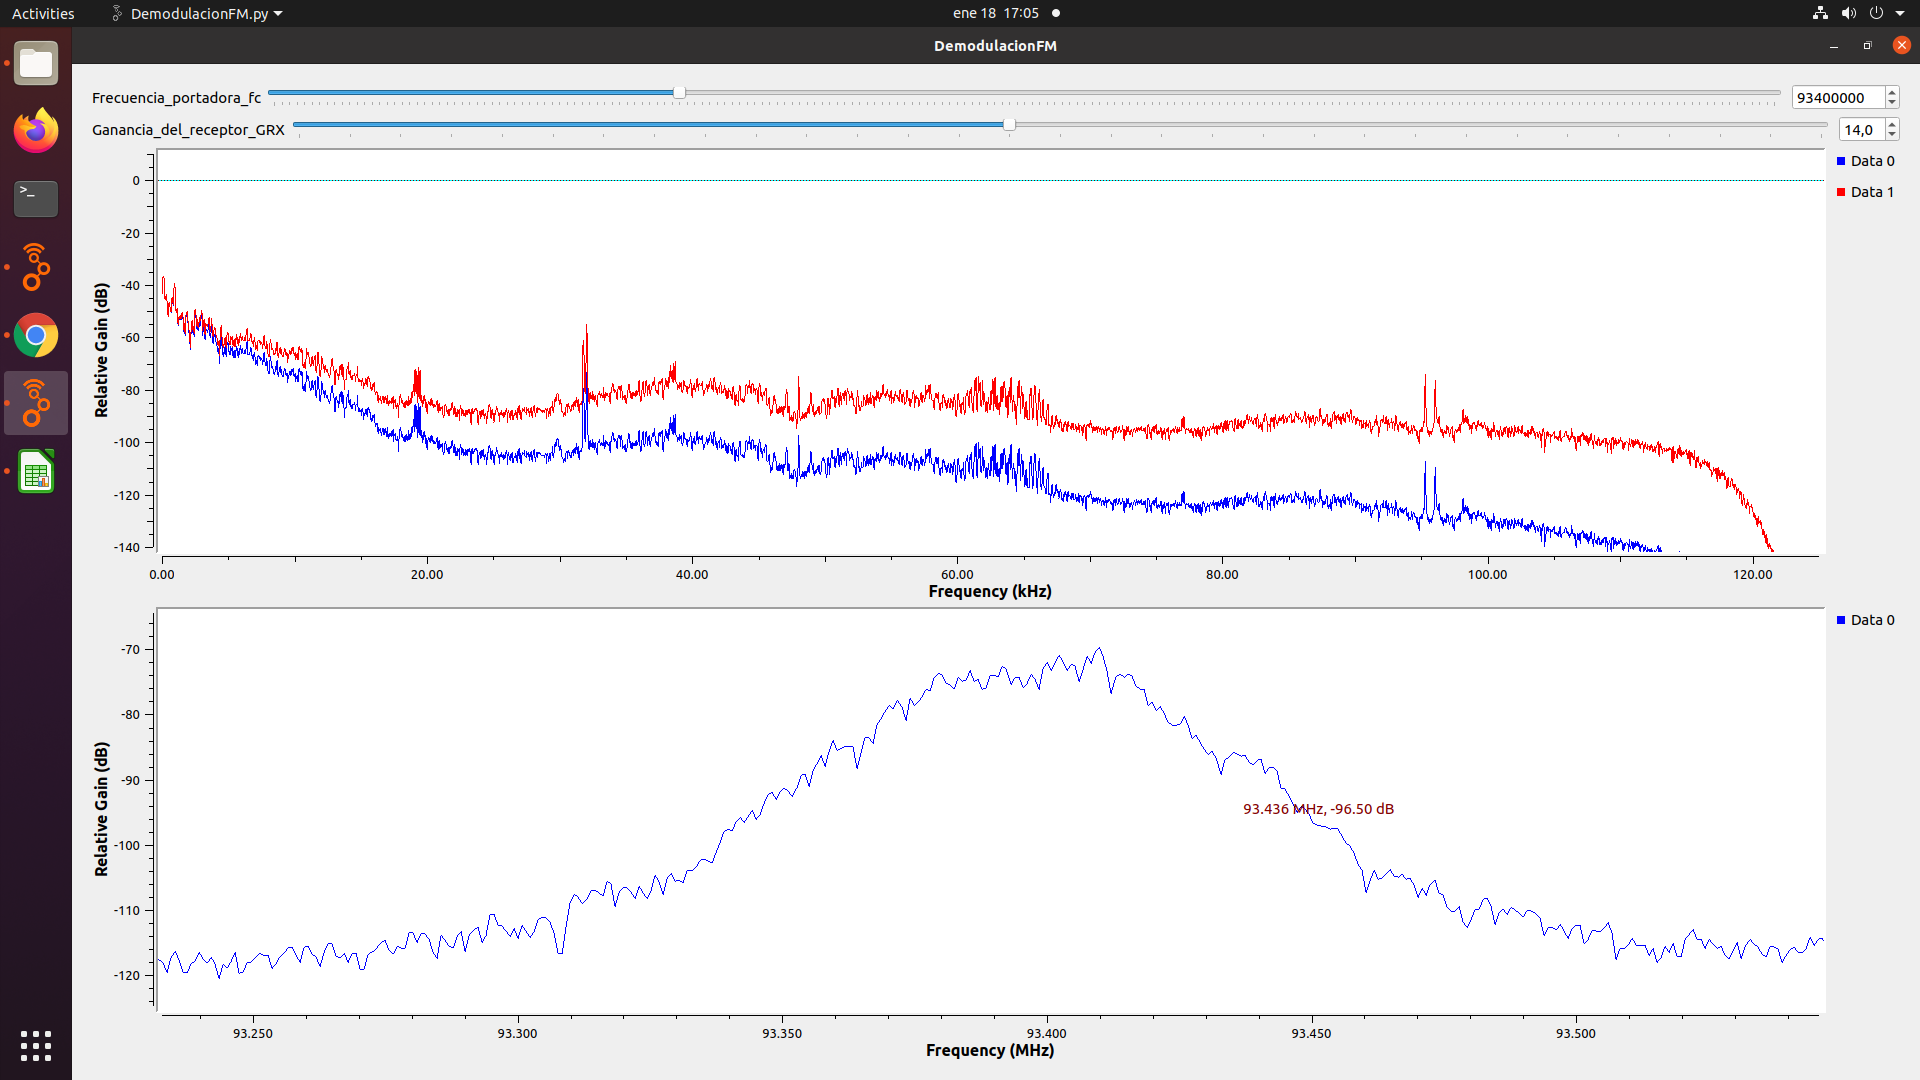 Activities DemodulacionFM.py ene 18 17:05
DemodulacionFM
Frecuencia_portadora_fc 93400000
Ganancia_del_receptor_GRX 14,0
Data 0
Data 1
Relative Gain (dB)
0
-20
-40
-60
-80
-100
-120
-140
0.00 20.00 40.00 60.00 80.00 100.00 120.00
Frequency (kHz)
Data 0
Relative Gain (dB)
-70
-80
-90
-100
-110
-120
93.436 MHz, -96.50 dB
93.250 93.300 93.350 93.400 93.450 93.500
Frequency (MHz)